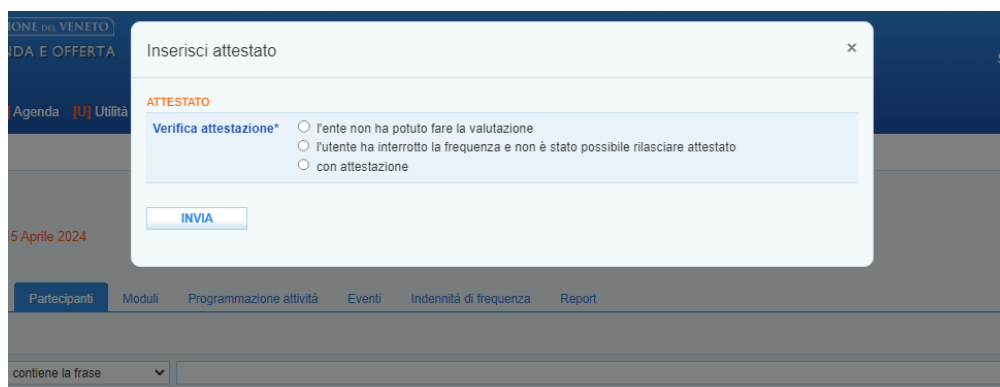 IONE DEL VENETO
DA E OFFERTA
Inserisci attestato
×
Agenda [U] Utilità
ATTESTATO
Verifica attestazione*
l'ente non ha potuto fare la valutazione
l'utente ha interrotto la frequenza e non è stato possibile rilasciare attestato
con attestazione
INVIA
5 Aprile 2024
Partecipanti Moduli Programmazione attività Eventi Indennità di frequenza Report
contiene la frase